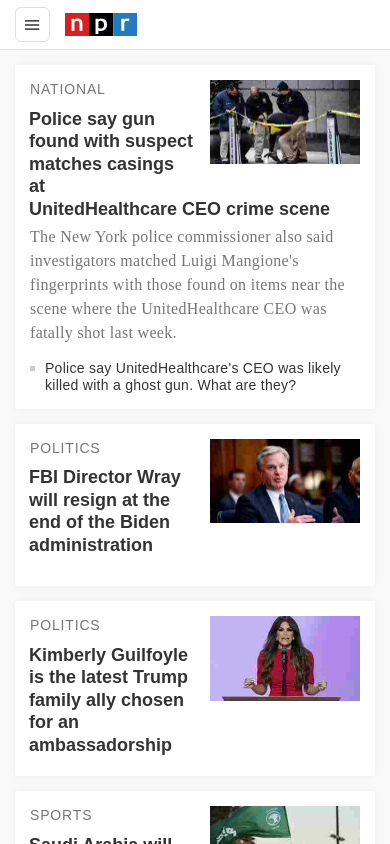 npr
NATIONAL
Police say gun
found with suspect
matches casings
at
UnitedHealthcare CEO crime scene
The New York police commissioner also said
investigators matched Luigi Mangione's
fingerprints with those found on items near the
scene where the UnitedHealthcare CEO was
fatally shot last week.
Police say UnitedHealthcare's CEO was likely
killed with a ghost gun. What are they?
POLITICS
FBI Director Wray
will resign at the
end of the Biden
administration
POLITICS
Kimberly Guilfoyle
is the latest Trump
family ally chosen
for an
ambassadorship
SPORTS
Saudi Arabia will